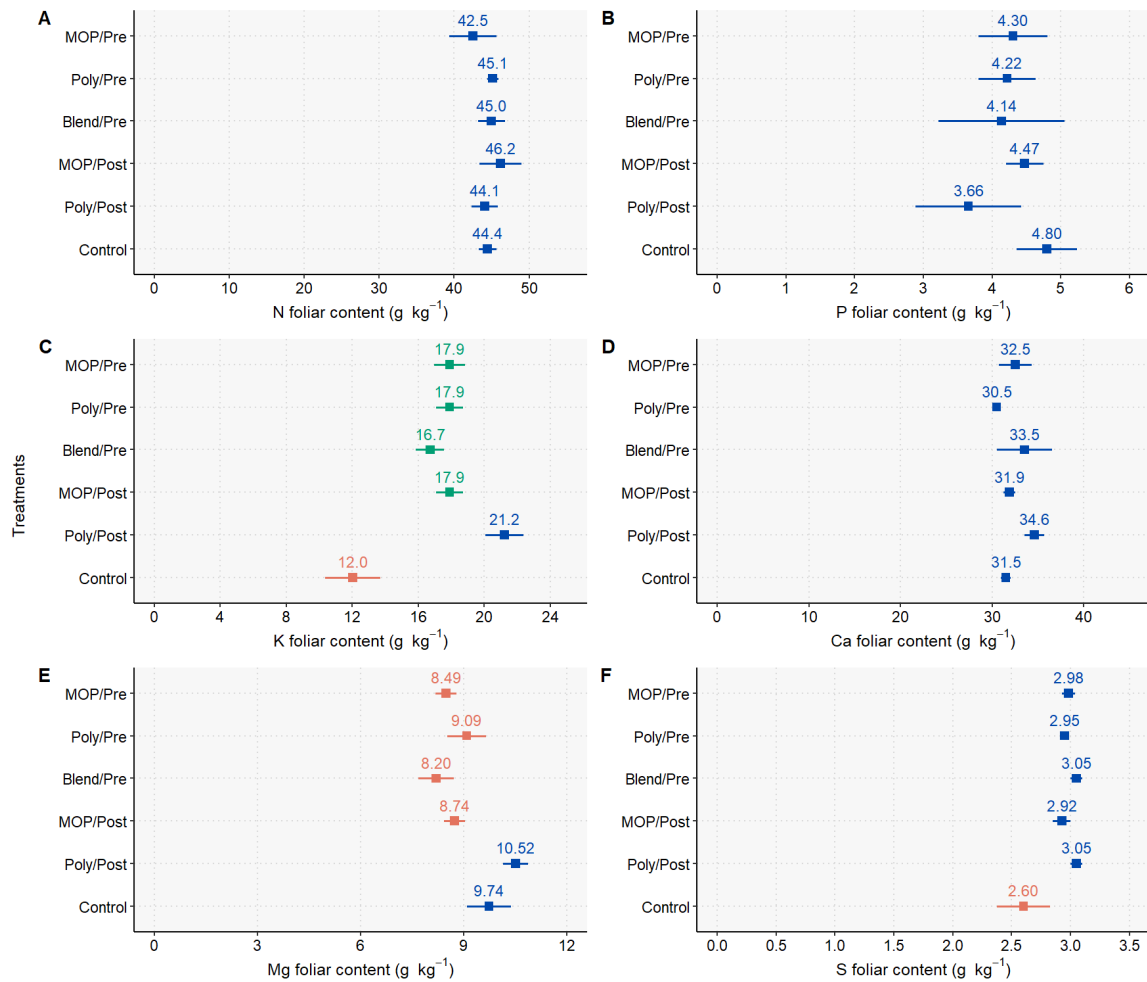 A
MOP/Pre
Poly/Pre
Blend/Pre
MOP/Post
Poly/Post
Control
42.5
45.1
45.0
46.2
44.1
44.4
0 10 20 30 40 50
N foliar content (g kg⁻¹)
B
MOP/Pre
Poly/Pre
Blend/Pre
MOP/Post
Poly/Post
Control
4.30
4.22
4.14
4.47
3.66
4.80
0 1 2 3 4 5 6
P foliar content (g kg⁻¹)
Treatments
C
MOP/Pre
Poly/Pre
Blend/Pre
MOP/Post
Poly/Post
Control
17.9
17.9
16.7
17.9
21.2
12.0
0 4 8 12 16 20 24
K foliar content (g kg⁻¹)
D
MOP/Pre
Poly/Pre
Blend/Pre
MOP/Post
Poly/Post
Control
32.5
30.5
33.5
31.9
34.6
31.5
0 10 20 30 40
Ca foliar content (g kg⁻¹)
E
MOP/Pre
Poly/Pre
Blend/Pre
MOP/Post
Poly/Post
Control
8.49
9.09
8.20
8.74
10.52
9.74
0 3 6 9 12
Mg foliar content (g kg⁻¹)
F
MOP/Pre
Poly/Pre
Blend/Pre
MOP/Post
Poly/Post
Control
2.98
2.95
3.05
2.92
3.05
2.60
0.0 0.5 1.0 1.5 2.0 2.5 3.0 3.5
S foliar content (g kg⁻¹)